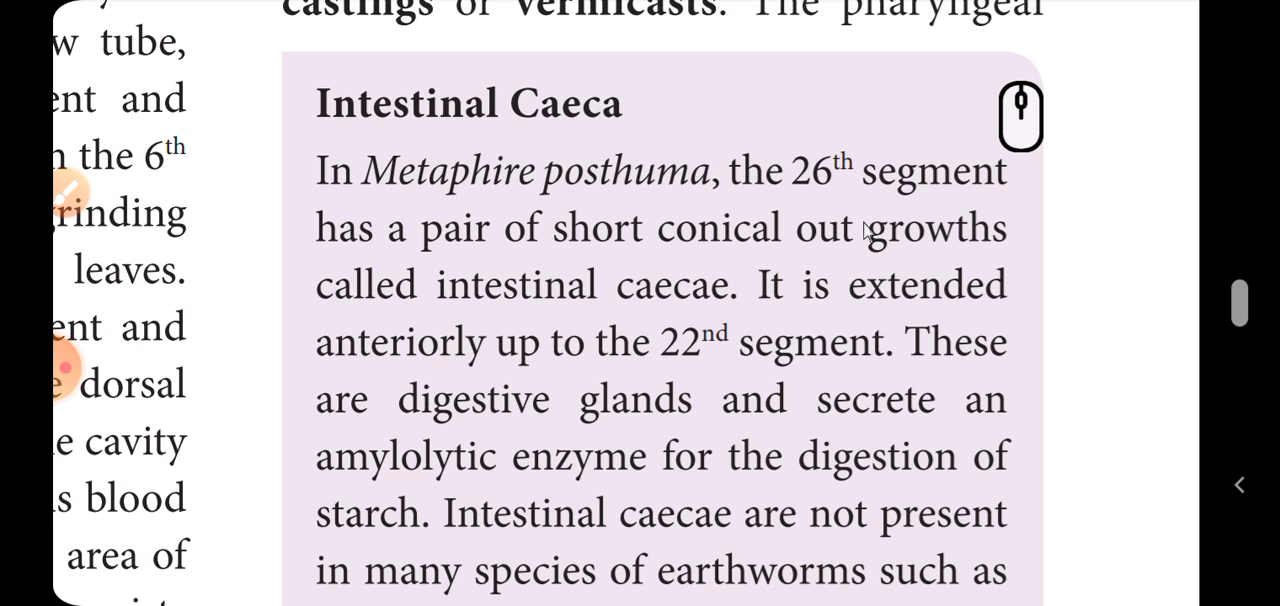 w tube,
ent and
n the 6th
rinding
leaves.
ent and
e dorsal
e cavity
s blood
area of
castings or vermicasts. The pharyngeal
Intestinal Caeca
In Metaphire posthuma, the 26th segment
has a pair of short conical out growths
called intestinal caecae. It is extended
anteriorly up to the 22nd segment. These
are digestive glands and secrete an
amylolytic enzyme for the digestion of
starch. Intestinal caecae are not present
in many species of earthworms such as